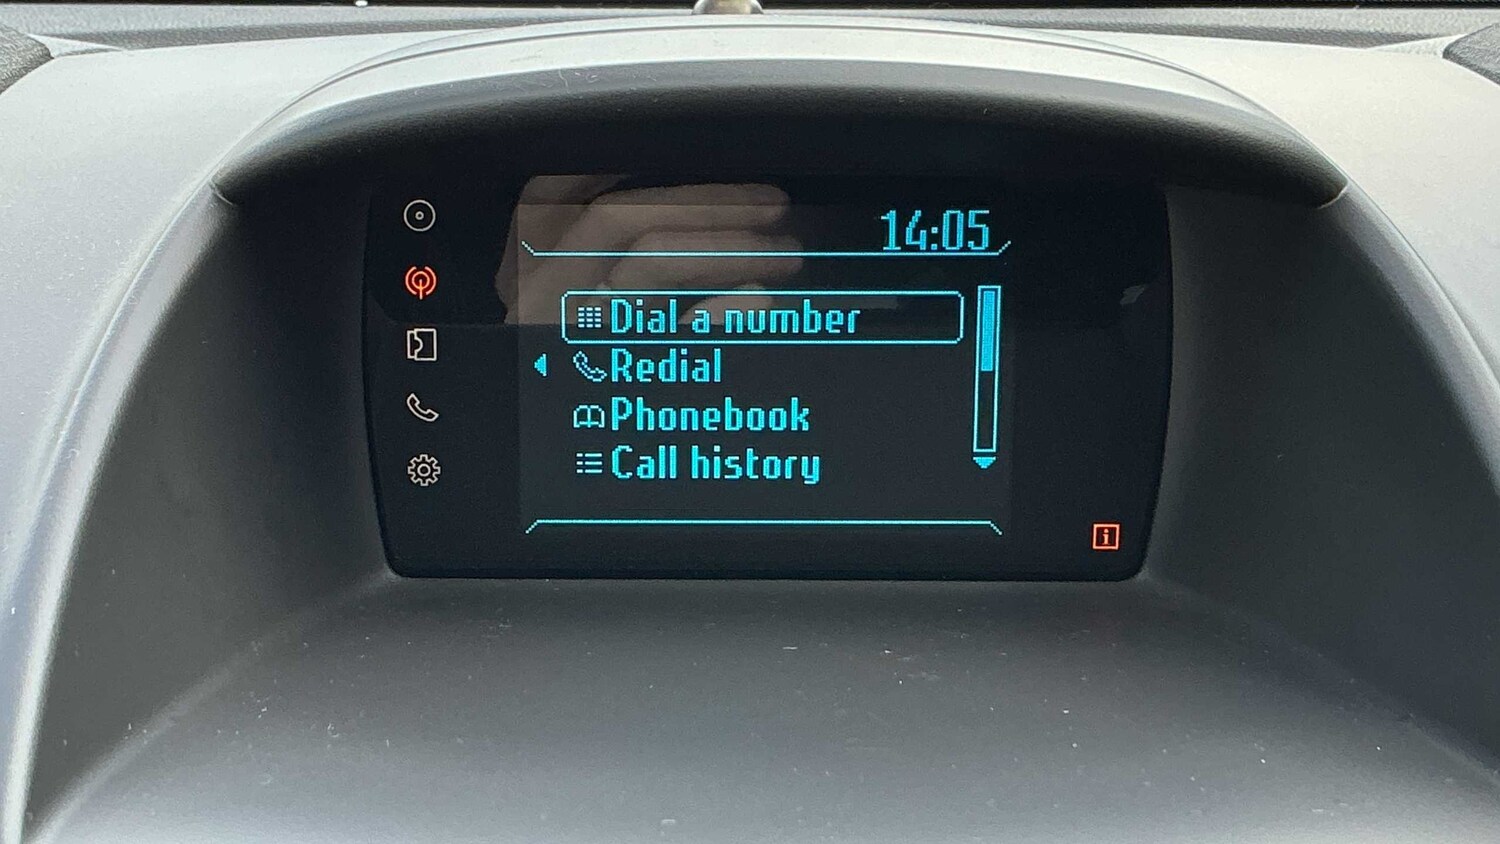 14:05
Dial a number
Redial
Phonebook
Call history
i